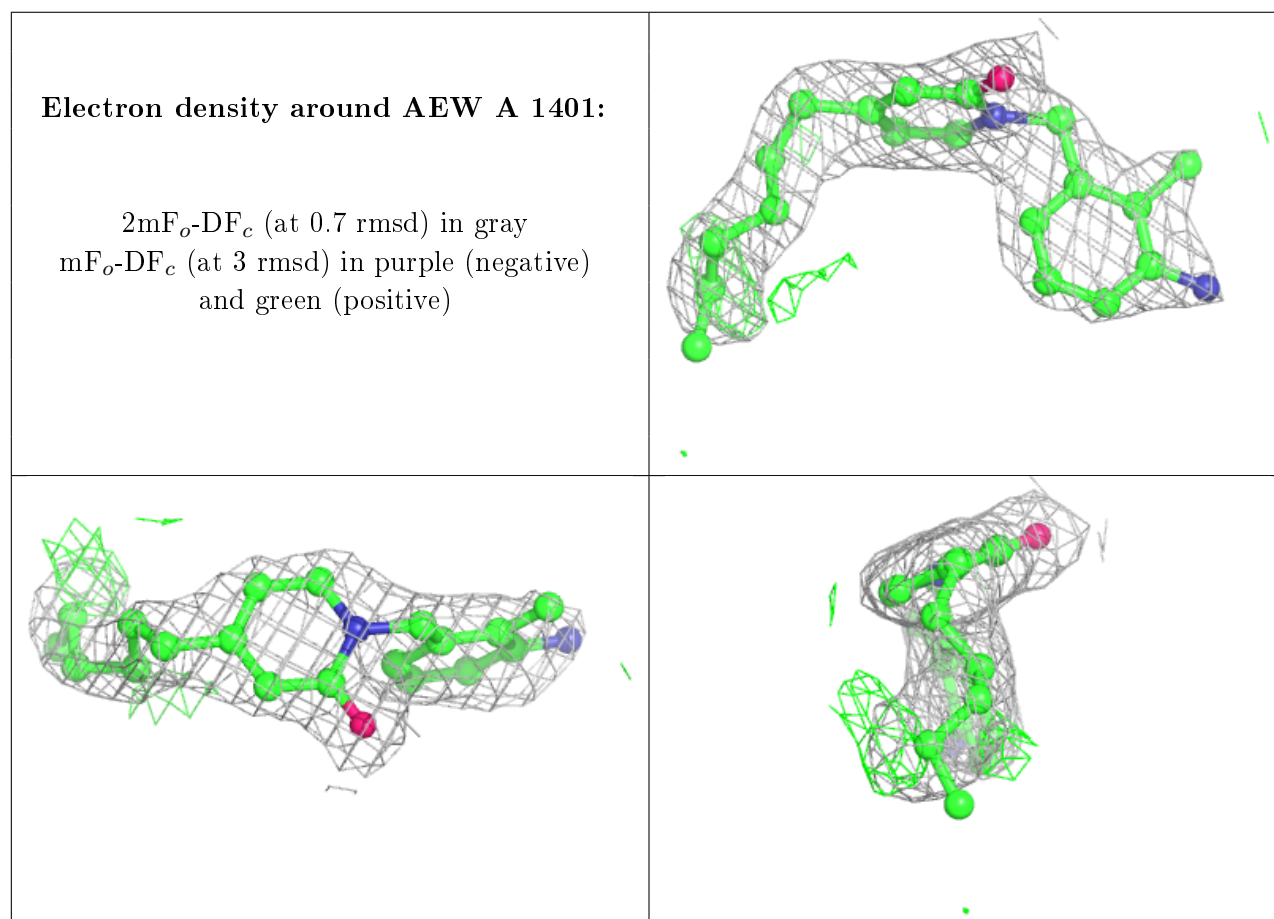 Electron density around AEW A 1401:
2mFo-DFc (at 0.7 rmsd) in gray
mFo-DFc (at 3 rmsd) in purple (negative)
and green (positive)